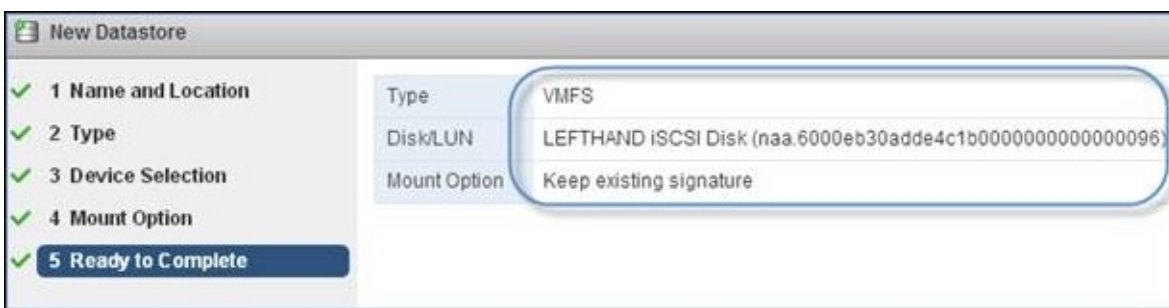 New Datastore
1 Name and Location
2 Type
3 Device Selection
4 Mount Option
5 Ready to Complete
Type VMFS
Disk/LUN LEFTHAND iSCSI Disk (naa.6000eb30adde4c1b0000000000000096)
Mount Option Keep existing signature